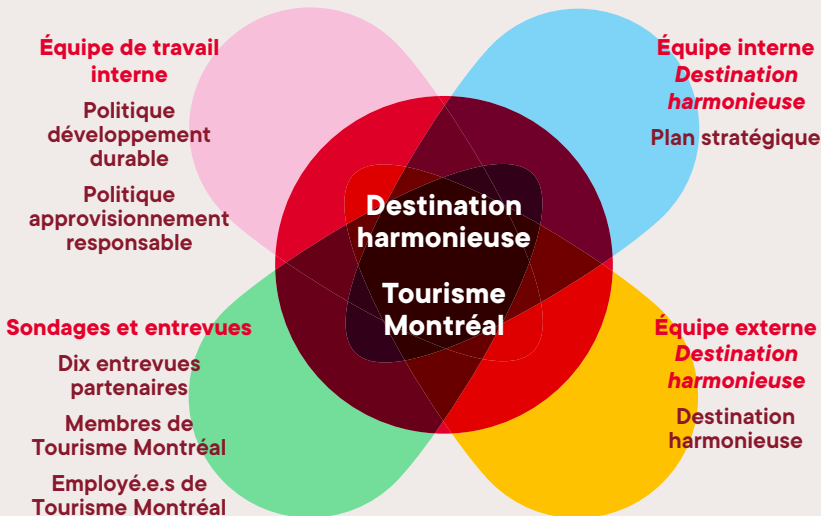 Équipe de travail
interne
Politique
développement
durable
Politique
approvisionnement
responsable
Équipe interne
Destination
harmonieuse
Plan stratégique
Destination
harmonieuse
Tourisme
Montréal
Sondages et entrevues
Dix entrevues
partenaires
Membres de
Tourisme Montréal
Employé.e.s de
Tourisme Montréal
Équipe externe
Destination
harmonieuse
Destination
harmonieuse